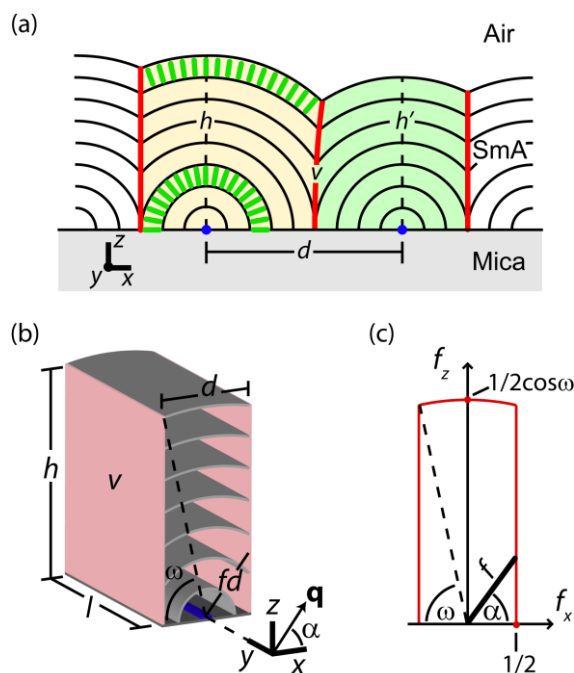 (a)
Air
h
h'
v
SmA
d
z
y
x
Mica
(b)
(c)
d
h
v
ω
fd
l
z
q
y
x
α
f_z
1/2cosω
f
ω
α
f_x
1/2